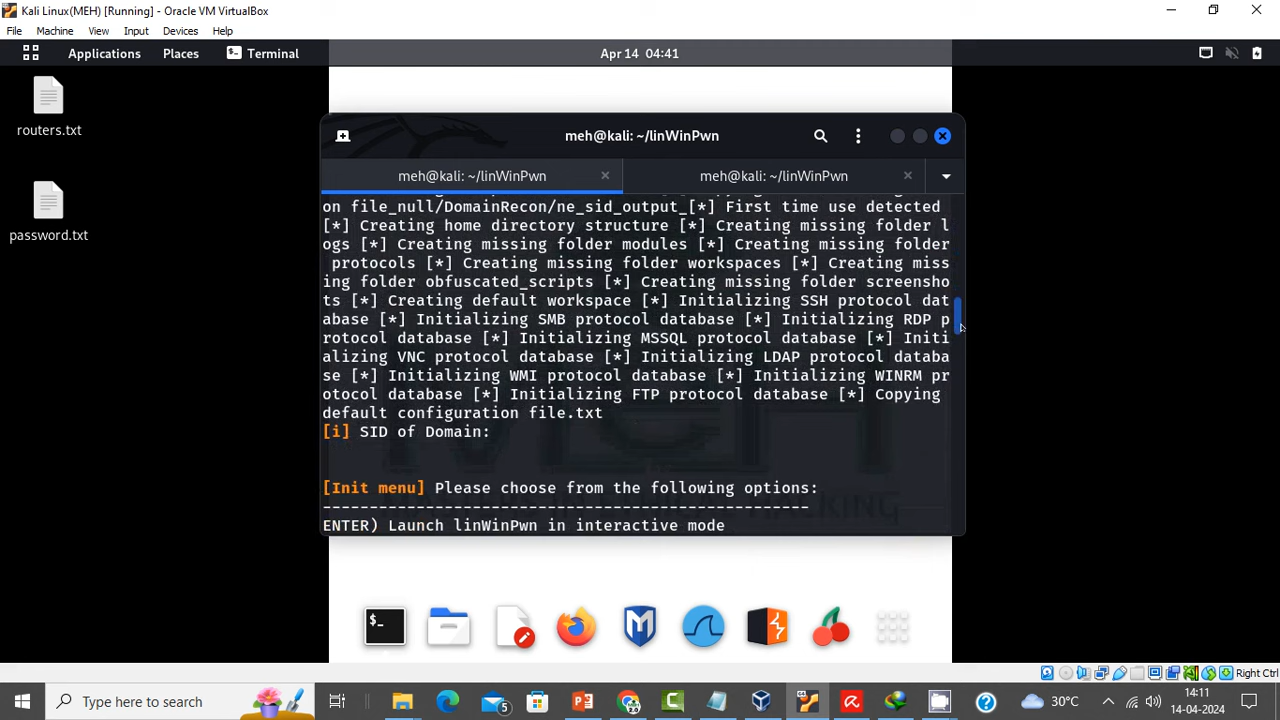 Kali Linux(MEH) [Running] - Oracle VM VirtualBox
File Machine View Input Devices Help
Applications Places Terminal Apr 14 04:41
routers.txt
password.txt
meh@kali: ~/linWinPwn
meh@kali: ~/linWinPwn meh@kali: ~/linWinPwn
on file_null/DomainRecon/ne_sid_output_[*] First time use detected
[*] Creating home directory structure [*] Creating missing folder l
ogs [*] Creating missing folder modules [*] Creating missing folder
protocols [*] Creating missing folder workspaces [*] Creating miss
ing folder obfuscated_scripts [*] Creating missing folder screensho
ts [*] Creating default workspace [*] Initializing SSH protocol dat
abase [*] Initializing SMB protocol database [*] Initializing RDP p
rotocol database [*] Initializing MSSQL protocol database [*] Initi
alizing VNC protocol database [*] Initializing LDAP protocol databa
se [*] Initializing WMI protocol database [*] Initializing WINRM pr
otocol database [*] Initializing FTP protocol database [*] Copying
default configuration file.txt
[i] SID of Domain:
[Init menu] Please choose from the following options:
----------------------------------------------------
ENTER) Launch linWinPwn in interactive mode
$_
Right Ctrl
Type here to search
5
30°C
14:11
14-04-2024